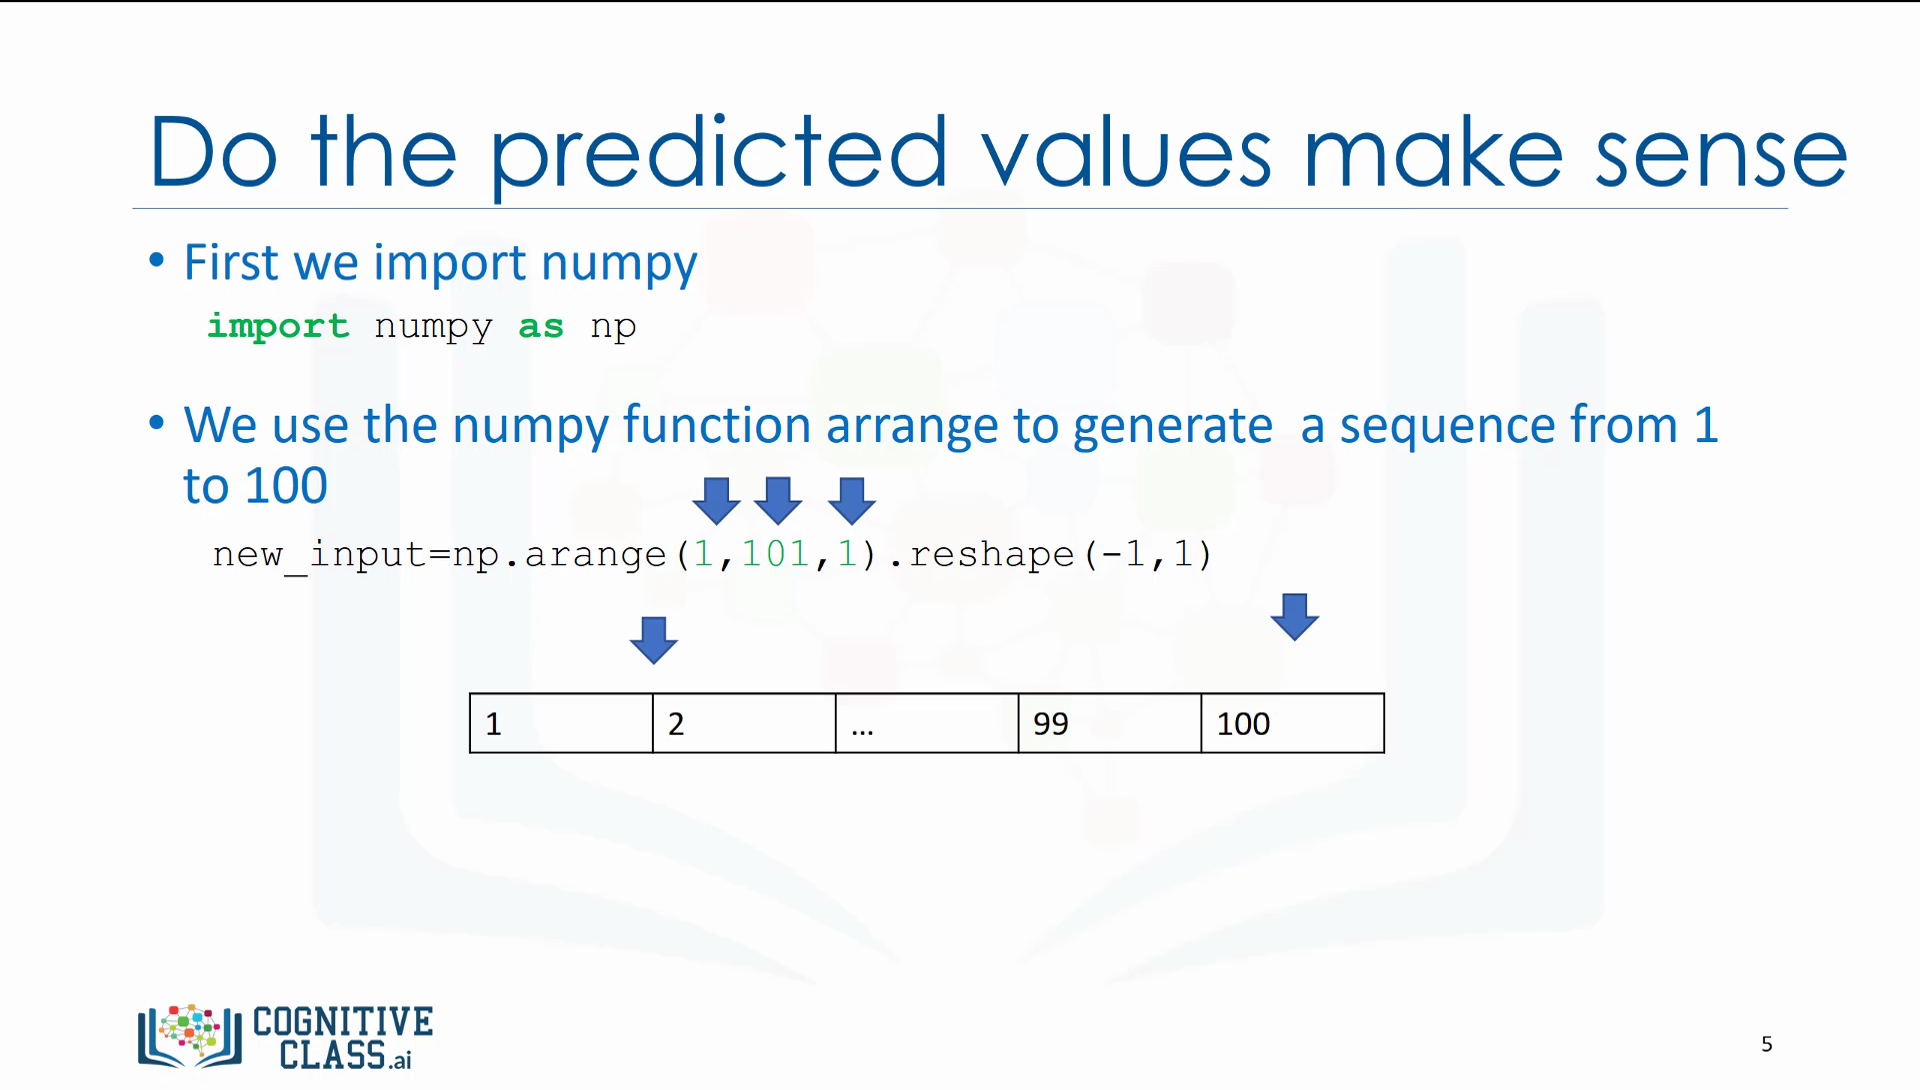 Do the predicted values make sense
• First we import numpy
import numpy as np
• We use the numpy function arrange to generate  a sequence from 1
to 100
new_input=np.arange(1,101,1).reshape(-1,1)
1 2 ... 99 100
COGNITIVE
CLASS.ai
5